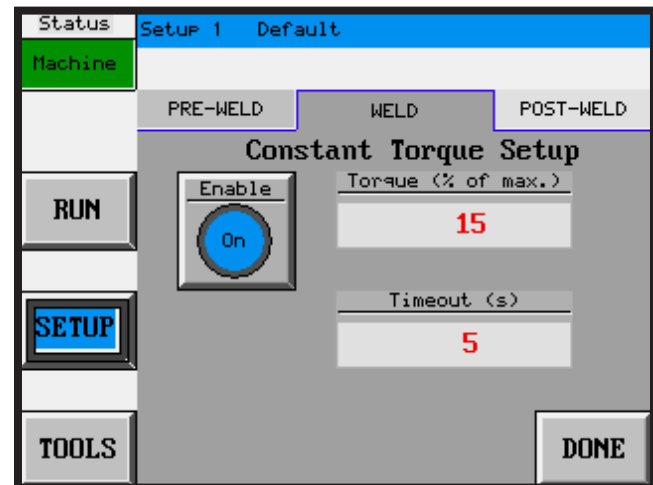 Status
Setup 1 Default
Machine
PRE-WELD WELD POST-WELD
Constant Torque Setup
Enable
Torque (% of max.)
RUN
On
15
Timeout (s)
SETUP
5
TOOLS
DONE